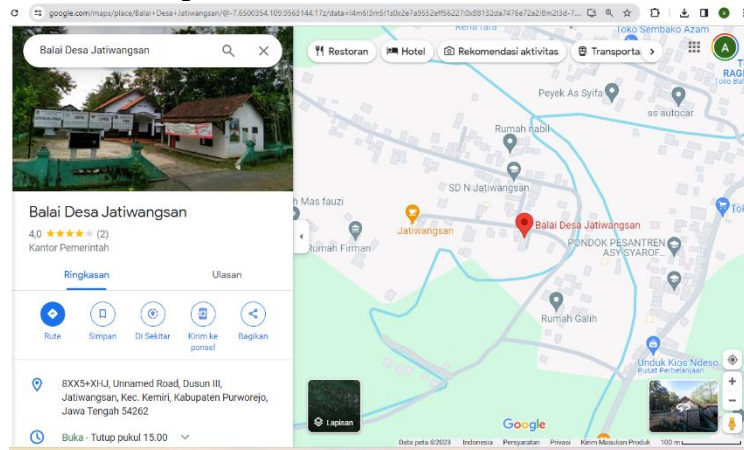 google.com/maps/place/Balai+Desa+Jatiwangsan/@-7.6500354,109.9563144,17z/data=!4m6!3m5!1s0x2e7a9552eff56227:0x88132da7476e72a2!8m2!3d-7...
Balai Desa Jatiwangsan
Restoran
Hotel
Rekomendasi aktivitas
Transporta
A
Toko Sembako Azam
Peyek As Syifa
ss autocar
Rumah nabil
SD N Jatiwangsan
h Mas fauzi
Jatiwangsan
Balai Desa Jatiwangsan
Rumah Firman
PONDOK PESANTREN
ASY-SYAROF...
Rumah Galih
Unduk Kios Ndeso
Pusat Perbelanjaan
Balai Desa Jatiwangsan
4,0 (2)
Kantor Pemerintah
Ringkasan
Ulasan
Rute
Simpan
Di Sekitar
Kirim ke
ponsel
Bagikan
8XX5+XHJ, Unnamed Road, Dusun III,
Jatiwangsan, Kec. Kemiri, Kabupaten Purworejo,
Jawa Tengah 54262
Buka · Tutup pukul 15.00
Lapisan
Google
Data peta ©2023 Indonesia Persyaratan Privasi Kirim Masukan Produk 100 m